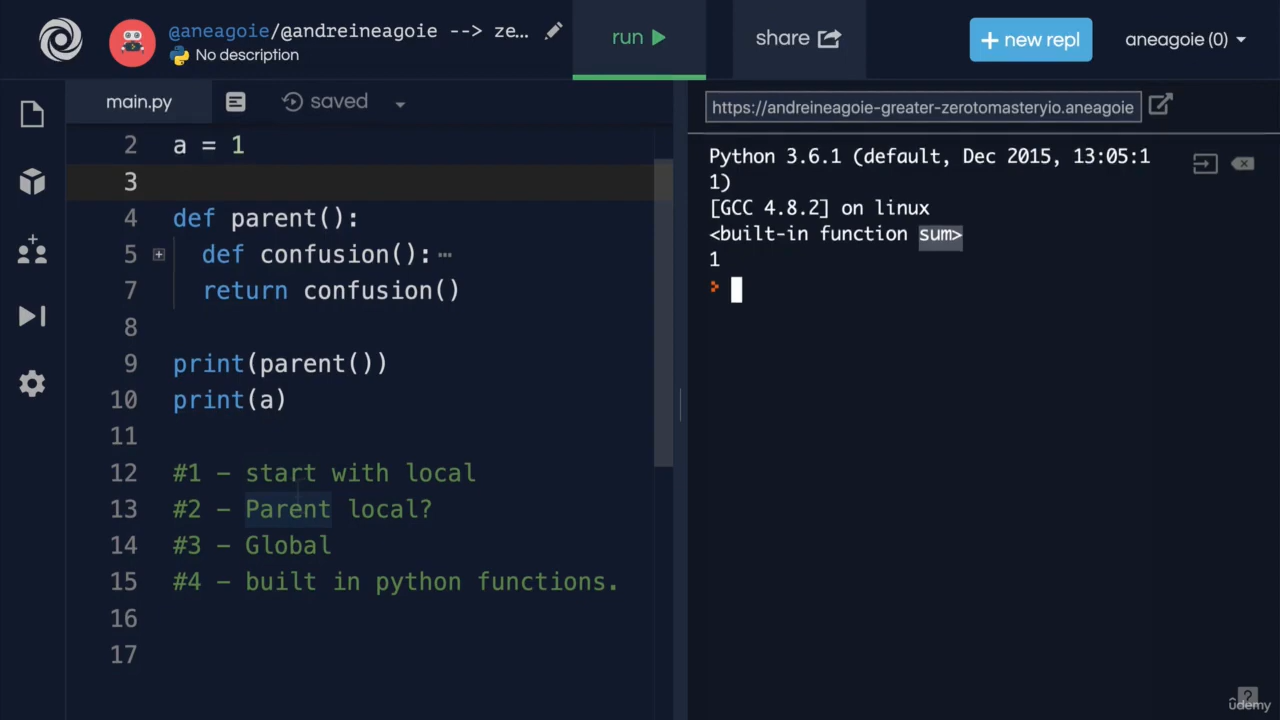 @aneagoie/@andreineagoie --> ze...
No description
run
share
+ new repl
aneagoie (0)
main.py
saved
https://andreineagoie-greater-zerotomasteryio.aneagoie
2 a = 1
3
4 def parent():
5 def confusion():
7 return confusion()
8
9 print(parent())
10 print(a)
11
12 #1 - start with local
13 #2 - Parent local?
14 #3 - Global
15 #4 - built in python functions.
16
17
Python 3.6.1 (default, Dec 2015, 13:05:1
1)
[GCC 4.8.2] on linux
<built-in function sum>
1
?
ûdemy